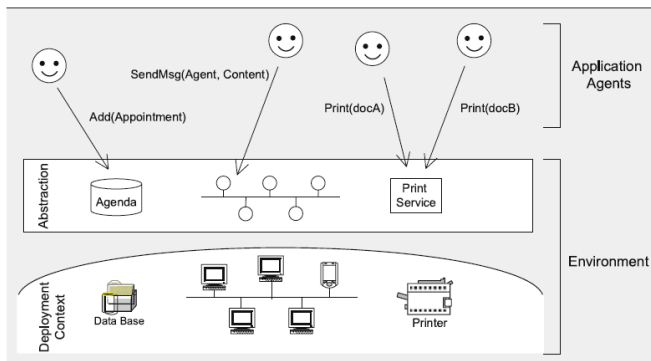 SendMsg(Agent, Content)
Application
Agents
Add(Appointment)
Print(docA)
Print(docB)
Abstraction
Agenda
Print
Service
Environment
Deployment
Context
Data Base
Printer